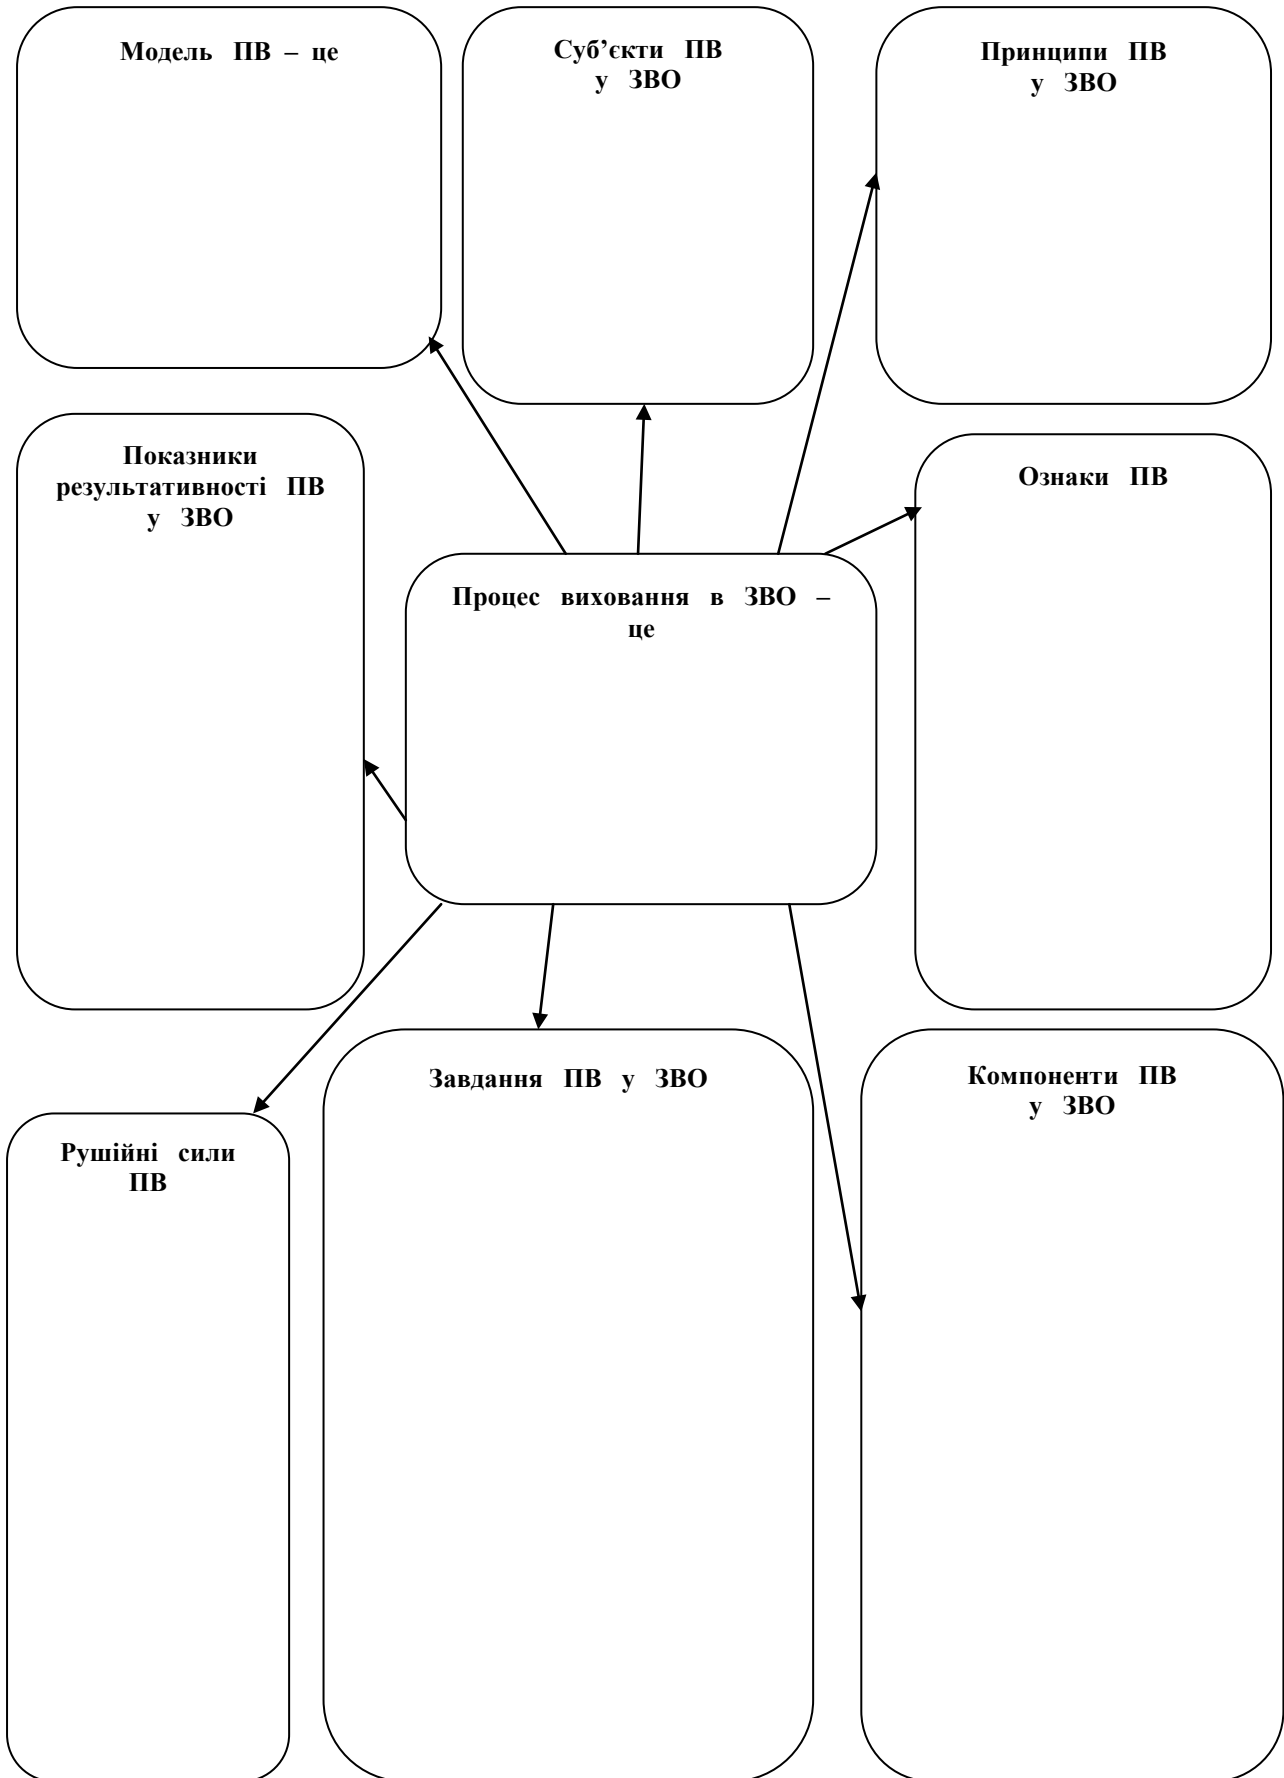 Модель ПВ – це
Суб’єкти ПВ
у ЗВО
Принципи ПВ
у ЗВО
Показники
результативності ПВ
у ЗВО
Ознаки ПВ
Процес виховання в ЗВО –
це
Завдання ПВ у ЗВО
Компоненти ПВ
у ЗВО
Рушійні сили
ПВ